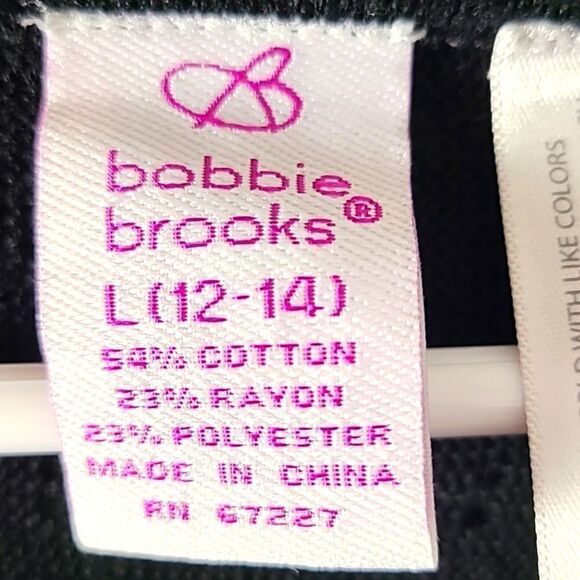 bobbie
brooks®
L (12-14)
54% COTTON
23% RAYON
23% POLYESTER
MADE IN CHINA
RN 67227
WITH LIKE COLORS